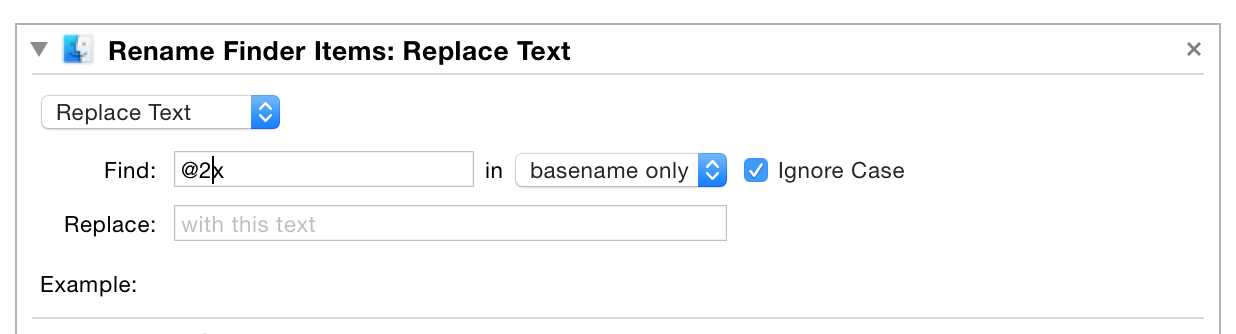 Rename Finder Items: Replace Text
Replace Text
Find: @2x in basename only Ignore Case
Replace: with this text
Example: